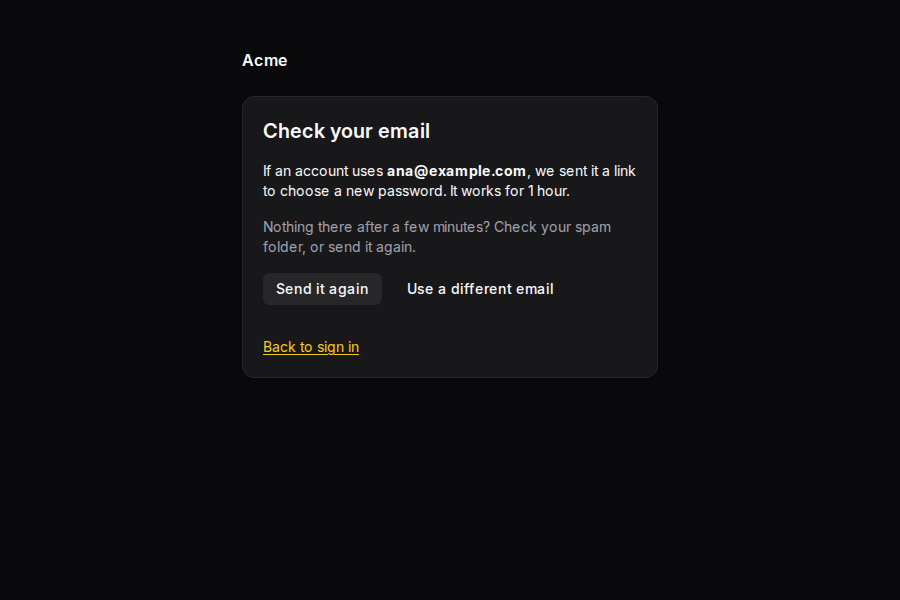 Acme
Check your email
If an account uses ana@example.com, we sent it a link
to choose a new password. It works for 1 hour.
Nothing there after a few minutes? Check your spam
folder, or send it again.
Send it again Use a different email
Back to sign in